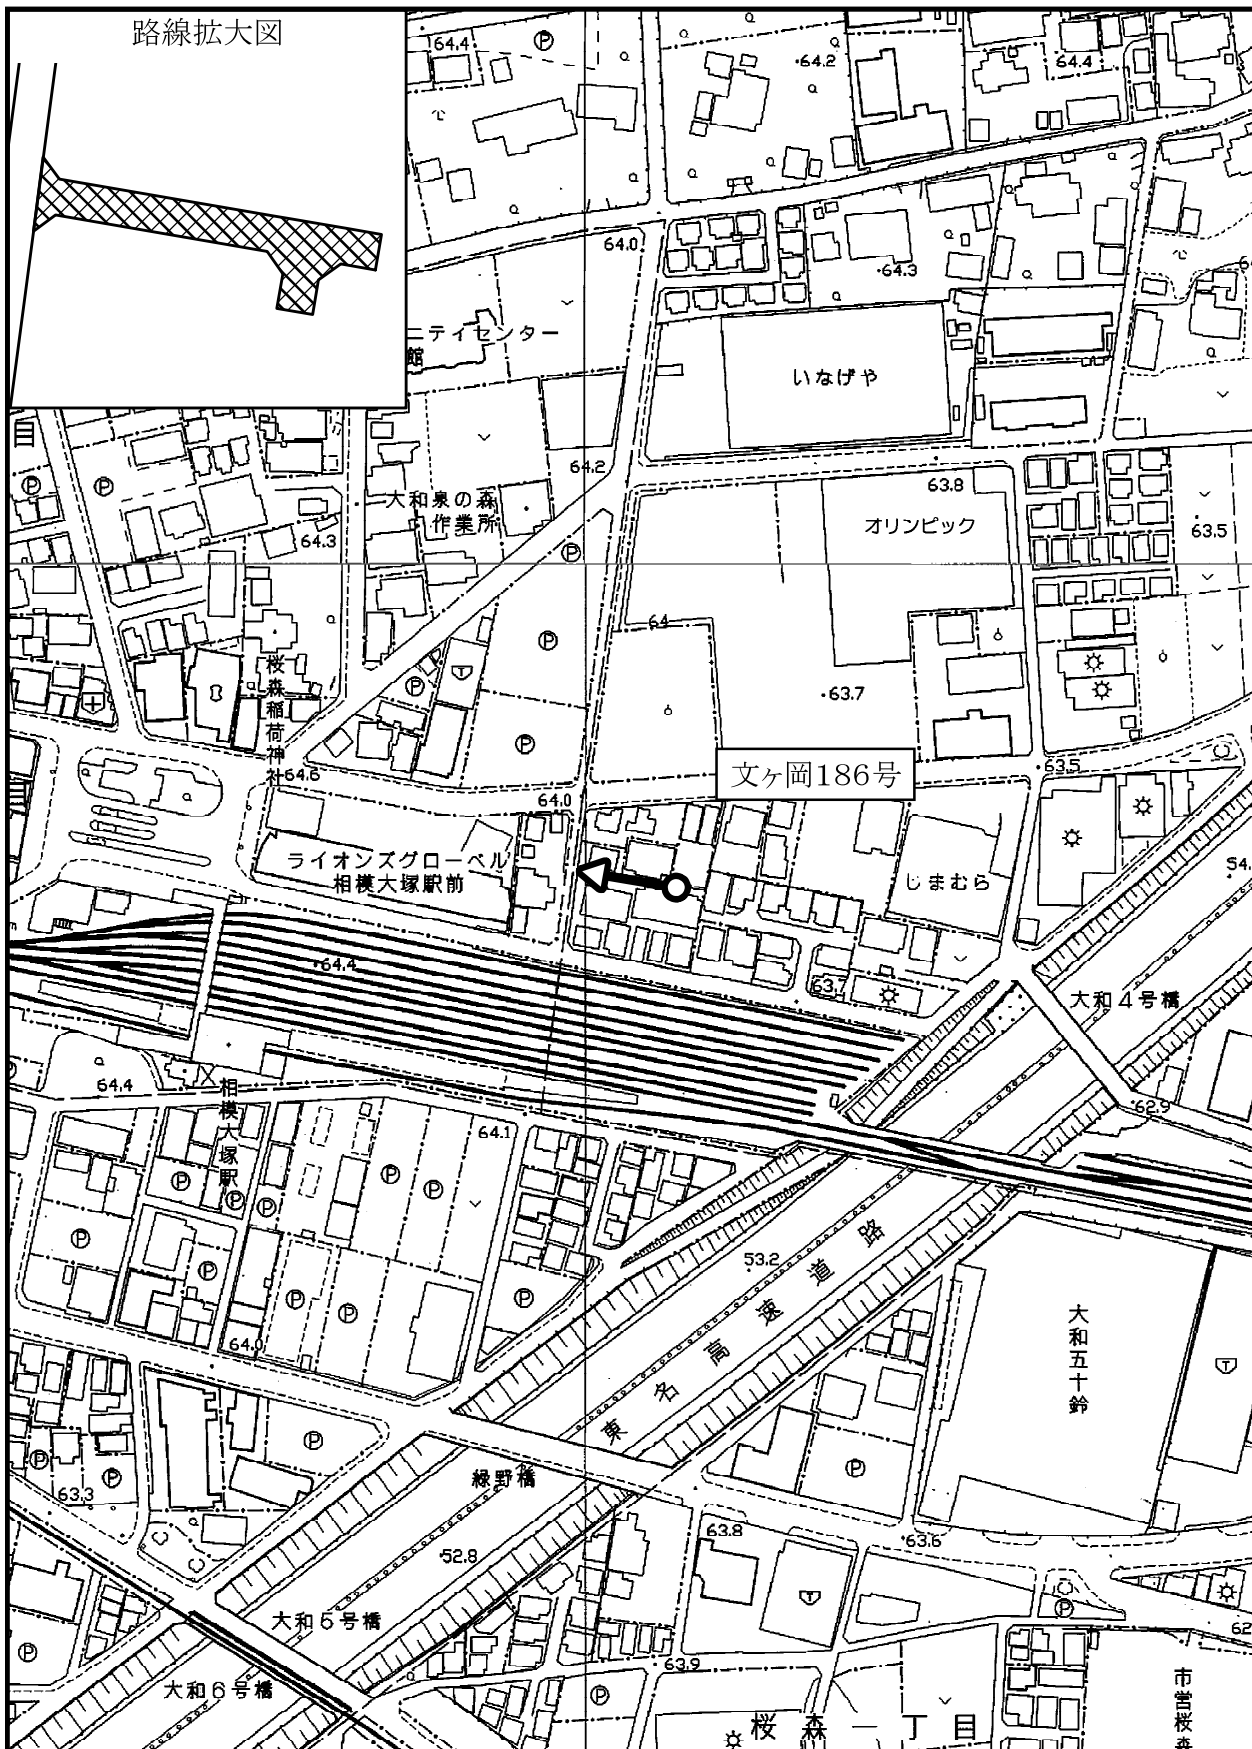 路線拡大図
64.4
Ⓟ
64.2
64.4
64.0
64.3
ニティセンター
館
いなげや
目
64.2
63.8
Ⓟ
Ⓟ
大和泉の森
作業所
オリンピック
64.3
Ⓟ
63.5
64
Ⓟ
桜森稲荷神社
Ⓟ
63.7
Ⓟ
文ヶ岡186号
64.6
64.0
63.5
ライオンズグローベル
相模大塚駅前
しまむら
54.
64.4
63.7
大和4号橋
64.4
相模大塚駅
64.1
62.9
Ⓟ
Ⓟ
Ⓟ
Ⓟ
Ⓟ
Ⓟ
Ⓟ
53.2
東名高速道路
Ⓟ
Ⓟ
Ⓟ
大和五十鈴
64.0
Ⓟ
Ⓟ
Ⓟ
緑野橋
Ⓟ
63.3
63.8
63.6
52.8
大和5号橋
Ⓟ
62
Ⓟ
63.9
大和6号橋
Ⓟ
市営桜森
桜森一丁目